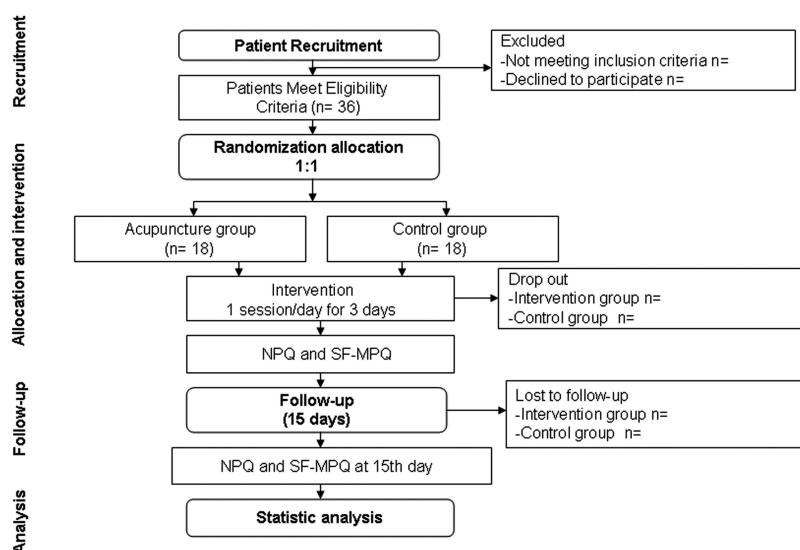 Recruitment
Patient Recruitment
Excluded
-Not meeting inclusion criteria n=
-Declined to participate n=
Patients Meet Eligibility
Criteria (n= 36)
Allocation and intervention
Randomization allocation
1:1
Acupuncture group
(n= 18)
Control group
(n= 18)
Intervention
1 session/day for 3 days
Drop out
-Intervention group n=
-Control group n=
NPQ and SF-MPQ
Follow-up
Follow-up
(15 days)
Lost to follow-up
-Intervention group n=
-Control group n=
NPQ and SF-MPQ at 15th day
Analysis
Statistic analysis